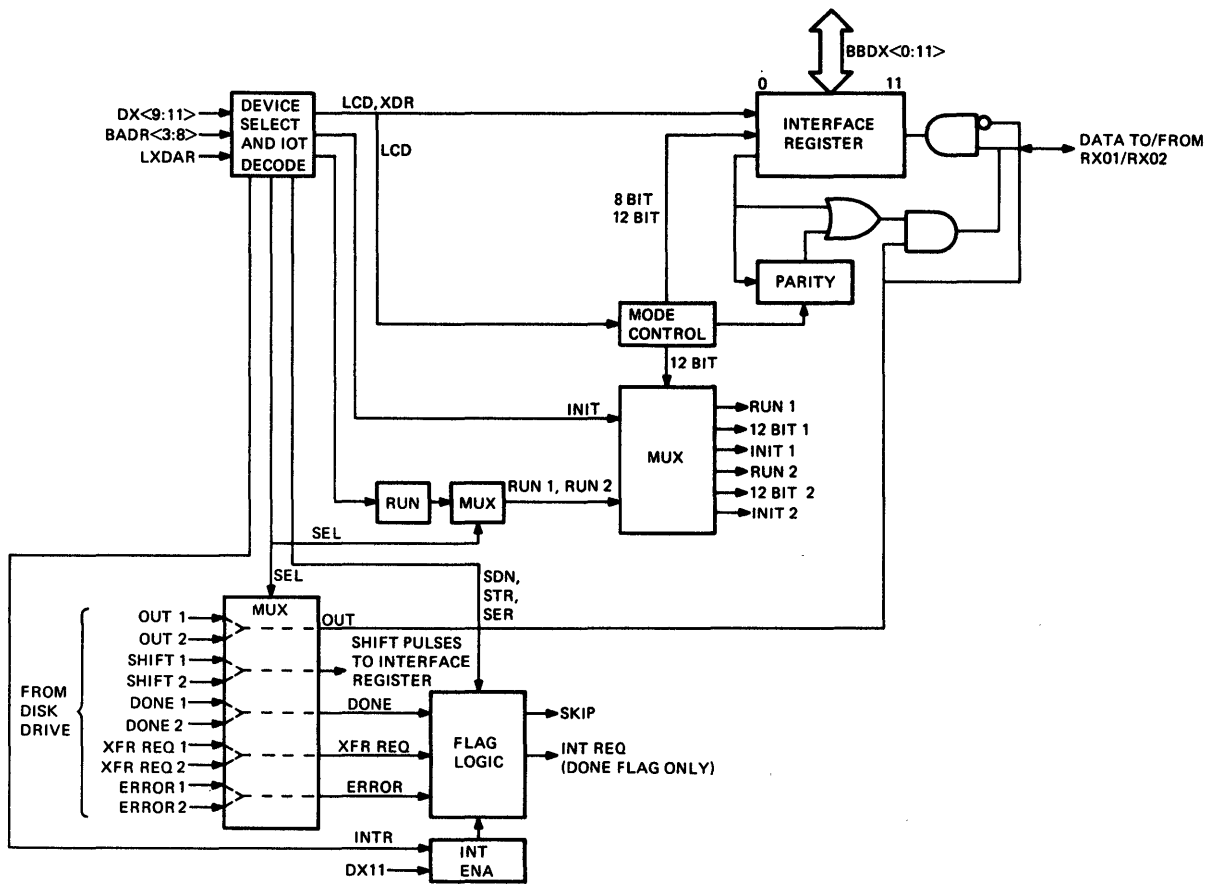 BBDX<0:11>
0
11
DX<9:11>
BADR<3:8>
LXDAR
DEVICE
SELECT
AND IOT
DECODE
LCD, XDR
LCD
INTERFACE
REGISTER
DATA TO/FROM
RX01/RX02
8 BIT
12 BIT
PARITY
MODE
CONTROL
12 BIT
INIT
MUX
RUN 1
12 BIT 1
INIT 1
RUN 2
12 BIT 2
INIT 2
RUN
MUX
RUN 1, RUN 2
SEL
SEL
SDN,
STR,
SER
MUX
OUT
FROM
DISK
DRIVE
OUT 1
OUT 2
SHIFT 1
SHIFT 2
DONE 1
DONE 2
XFR REQ 1
XFR REQ 2
ERROR 1
ERROR 2
SHIFT PULSES
TO INTERFACE
REGISTER
DONE
XFR REQ
ERROR
FLAG
LOGIC
SKIP
INT REQ
(DONE FLAG ONLY)
INTR
DX11
INT
ENA